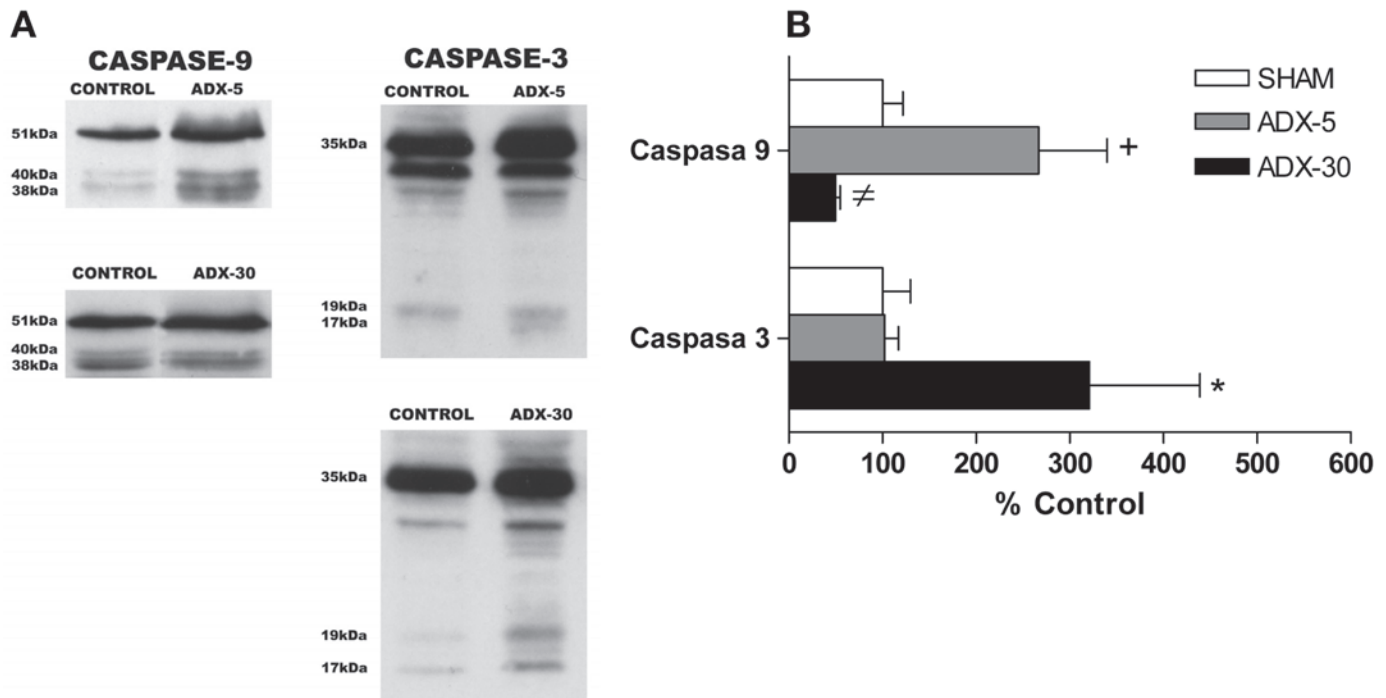 A
CASPASE-9
CONTROL ADX-5
51kDa
40kDa
38kDa
CONTROL ADX-30
51kDa
40kDa
38kDa
CASPASE-3
CONTROL ADX-5
35kDa
19kDa
17kDa
CONTROL ADX-30
35kDa
19kDa
17kDa
B
SHAM
ADX-5
ADX-30
Caspasa 9
+
≠
Caspasa 3
*
0 100 200 300 400 500 600
% Control